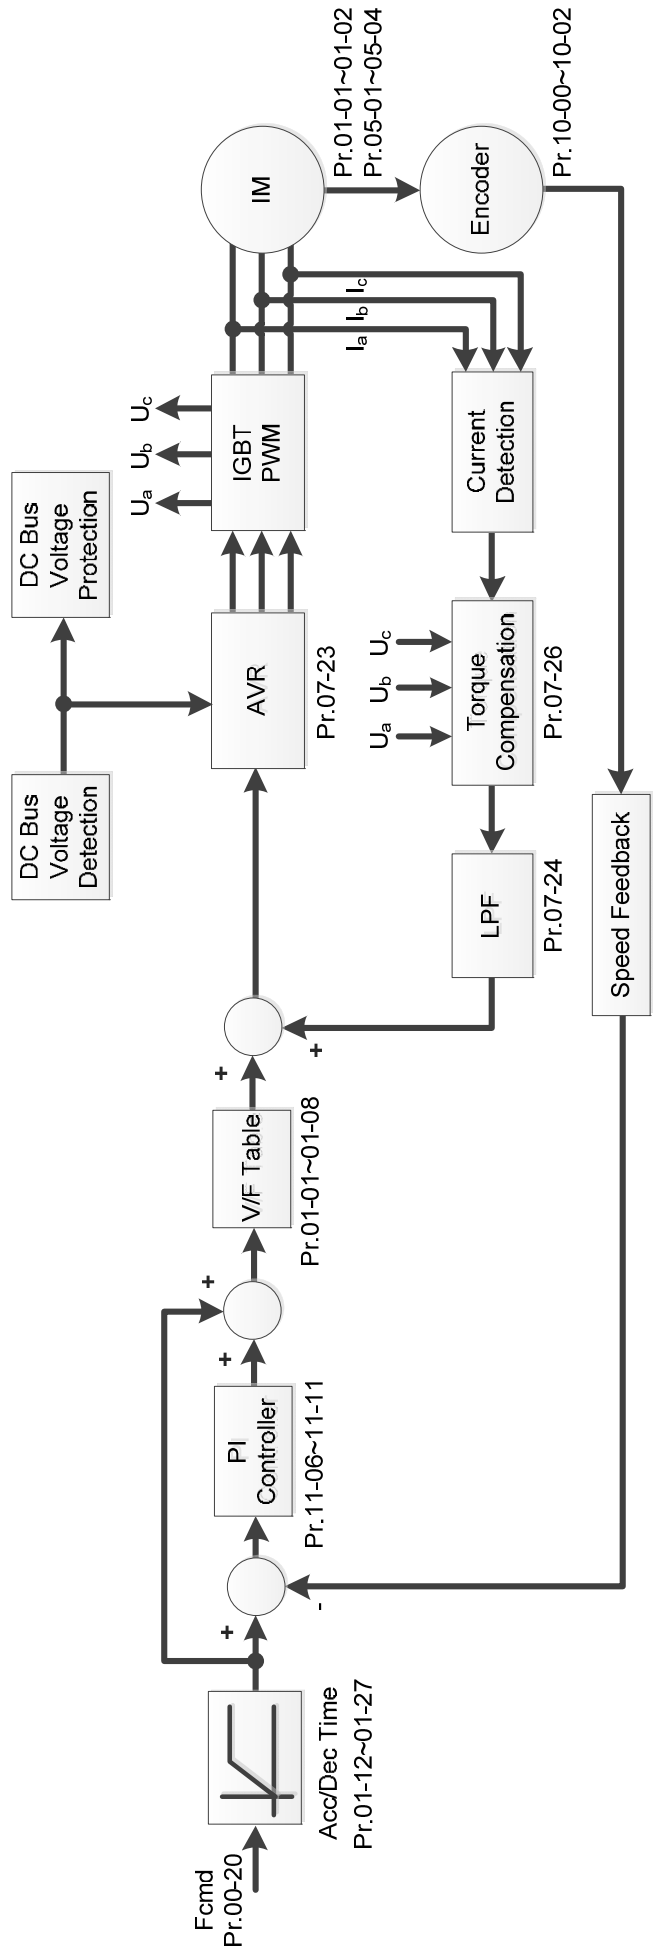 Fcmd
Pr.00-20
Acc/Dec Time
Pr.01-12~01-27
+
-
PI
Controller
Pr.11-06~11-11
+
+
V/F Table
Pr.01-01~01-08
+
+
DC Bus
Voltage
Detection
DC Bus
Voltage
Protection
AVR
Pr.07-23
IGBT
PWM
Ua
Ub
Uc
IM
Pr.01-01~01-02
Pr.05-01~05-04
Ia
Ib
Ic
Current
Detection
Ua
Ub
Uc
Torque
Compensation
Pr.07-26
LPF
Pr.07-24
Encoder
Pr.10-00~10-02
Speed Feedback